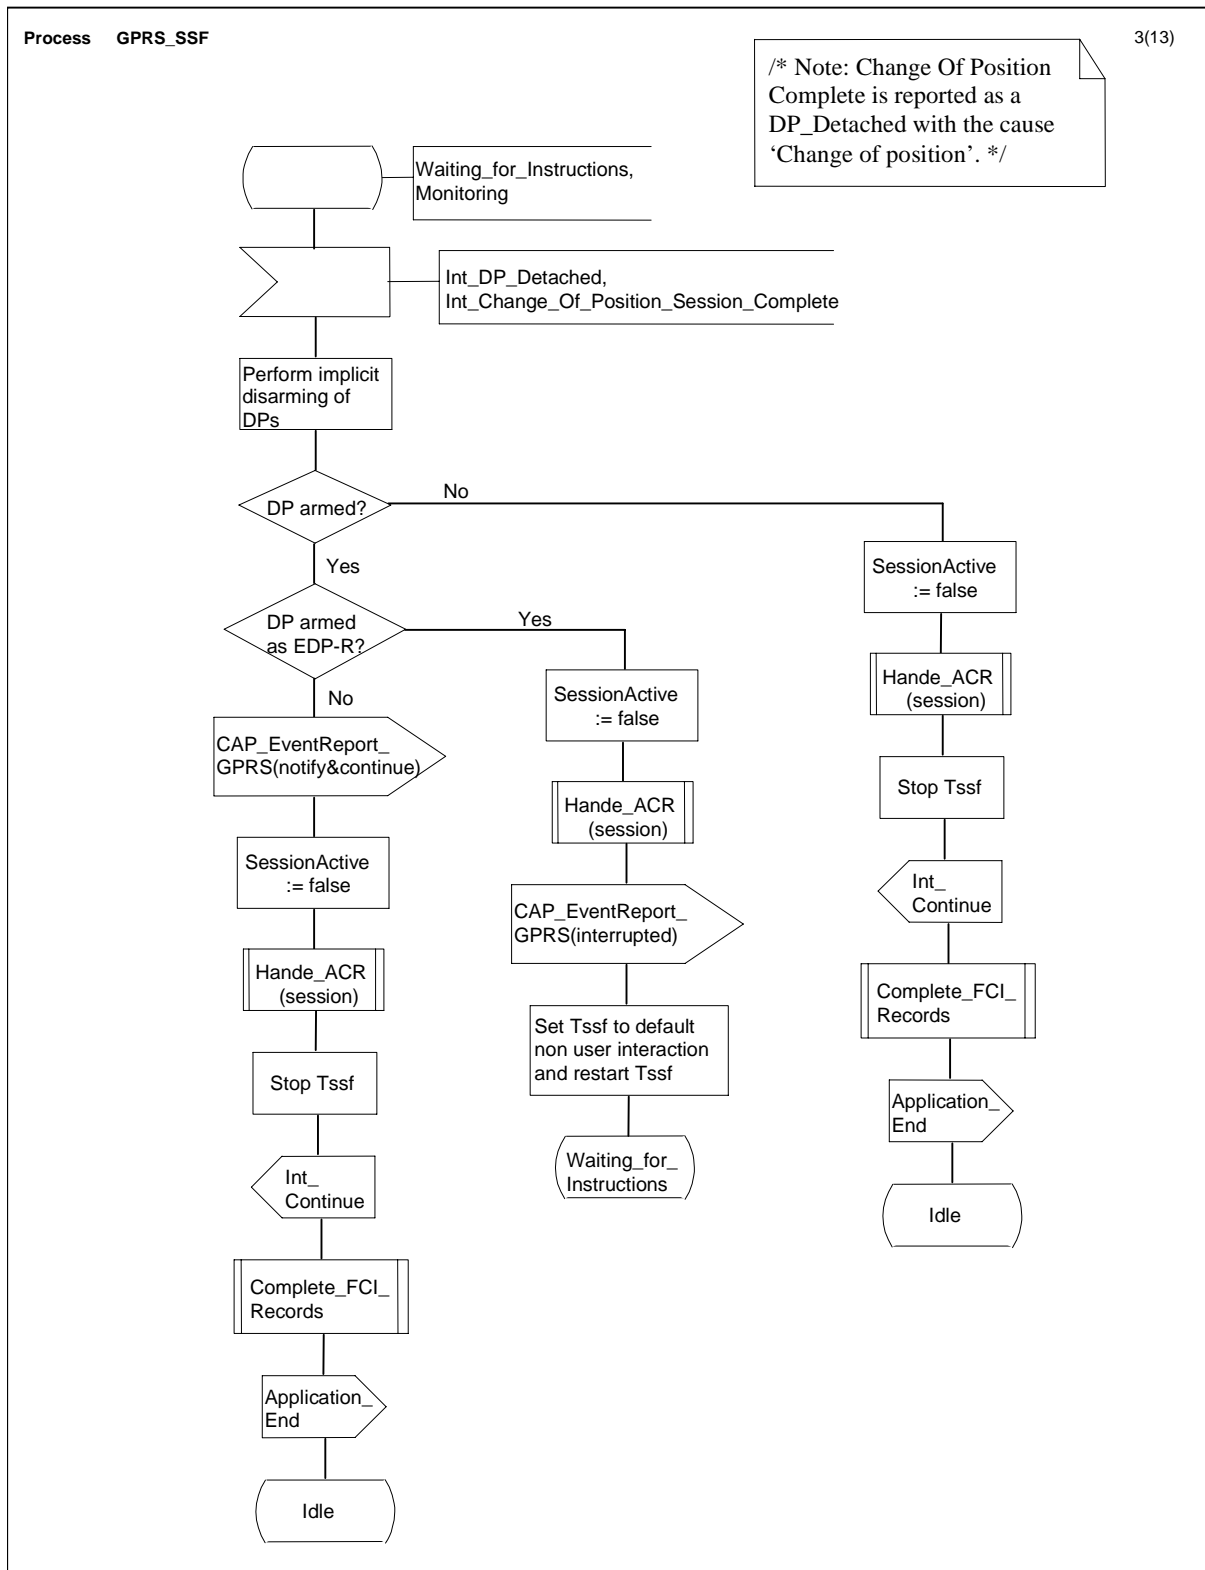 Process GPRS_SSF
3(13)
/* Note: Change Of Position
Complete is reported as a
DP_Detached with the cause
‘Change of position’. */
Waiting_for_Instructions,
Monitoring
Int_DP_Detached,
Int_Change_Of_Position_Session_Complete
Perform implicit
disarming of
DPs
DP armed?
No
Yes
DP armed
as EDP-R?
Yes
No
CAP_EventReport_
GPRS(notify&continue)
SessionActive
:= false
Hande_ACR
(session)
Stop Tssf
Int_
Continue
Complete_FCI_
Records
Application_
End
Idle
SessionActive
:= false
Hande_ACR
(session)
CAP_EventReport_
GPRS(interrupted)
Set Tssf to default
non user interaction
and restart Tssf
Waiting_for_
Instructions
SessionActive
:= false
Hande_ACR
(session)
Stop Tssf
Int_
Continue
Complete_FCI_
Records
Application_
End
Idle